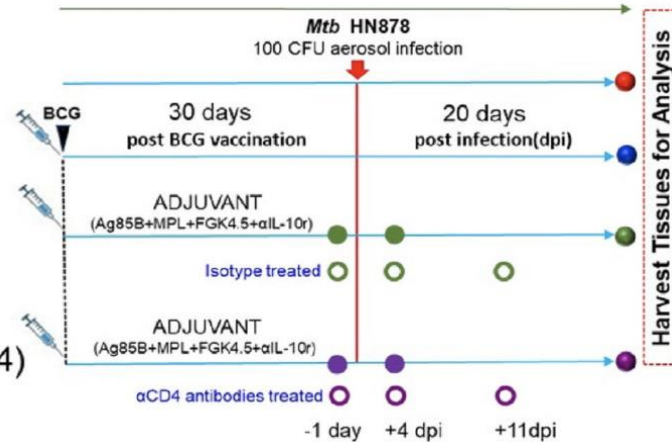 Mtb HN878
100 CFU aerosol infection
BCG
30 days
post BCG vaccination
20 days
post infection(dpi)
ADJUVANT
(Ag85B+MPL+FGK4.5+αIL-10r)
Isotype treated
ADJUVANT
(Ag85B+MPL+FGK4.5+αIL-10r)
4)
αCD4 antibodies treated
-1 day
+4 dpi
+11dpi
Harvest Tissues for Analysis